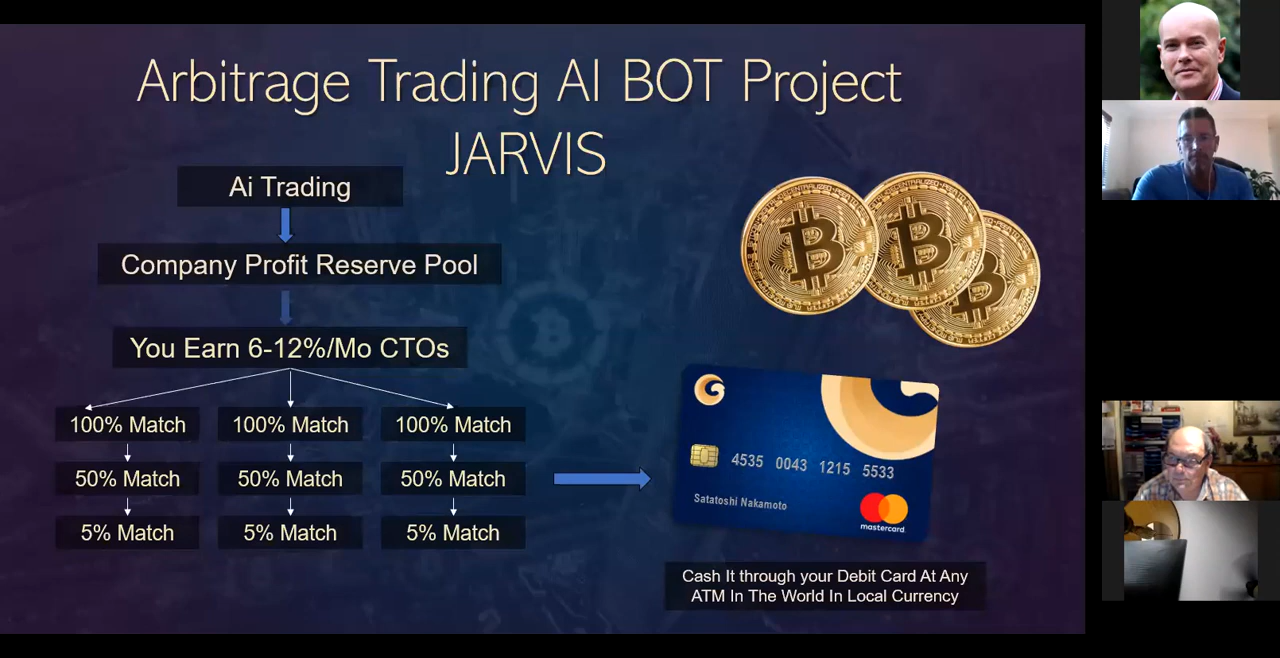 Arbitrage Trading AI BOT Project
JARVIS
Ai Trading
Company Profit Reserve Pool
You Earn 6-12%/Mo CTOs
100% Match
100% Match
100% Match
50% Match
50% Match
50% Match
5% Match
5% Match
5% Match
4535 0043 1215 5533
Satatoshi Nakamoto
mastercard
Cash It through your Debit Card At Any
ATM In The World In Local Currency